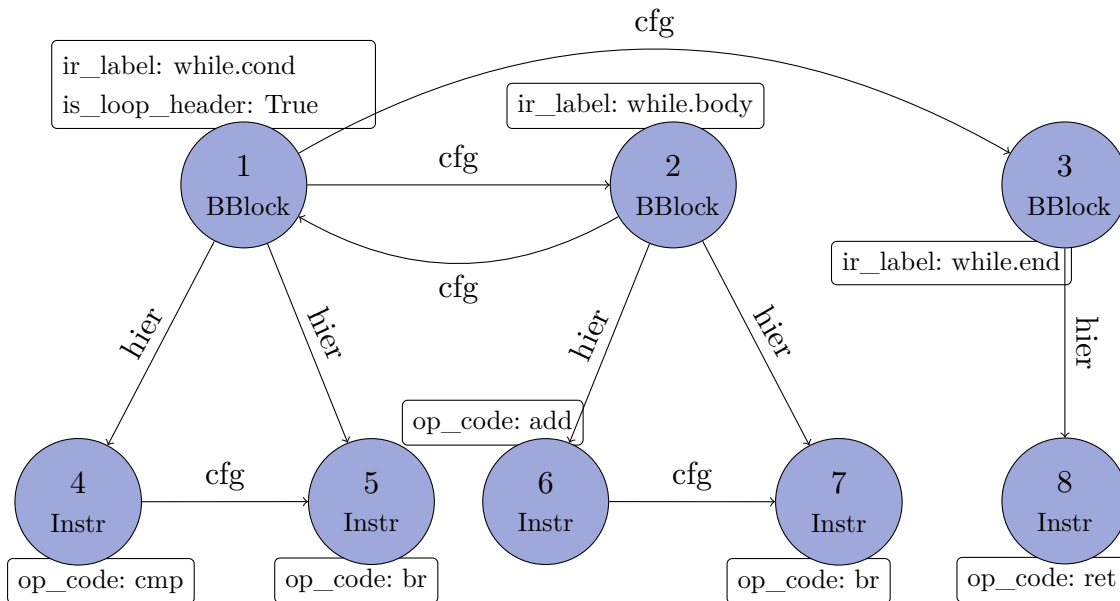 cfg
ir_label: while.cond
is_loop_header: True
ir_label: while.body
1
BBlock
cfg
2
BBlock
3
BBlock
ir_label: while.end
cfg
hier
hier
hier
hier
hier
op_code: add
4
Instr
cfg
5
Instr
6
Instr
cfg
7
Instr
8
Instr
op_code: cmp
op_code: br
op_code: br
op_code: ret